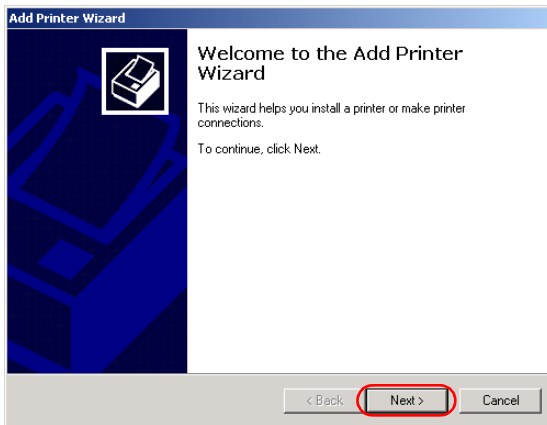 Add Printer Wizard
Welcome to the Add Printer
Wizard
This wizard helps you install a printer or make printer
connections.
To continue, click Next.
< Back
Next >
Cancel